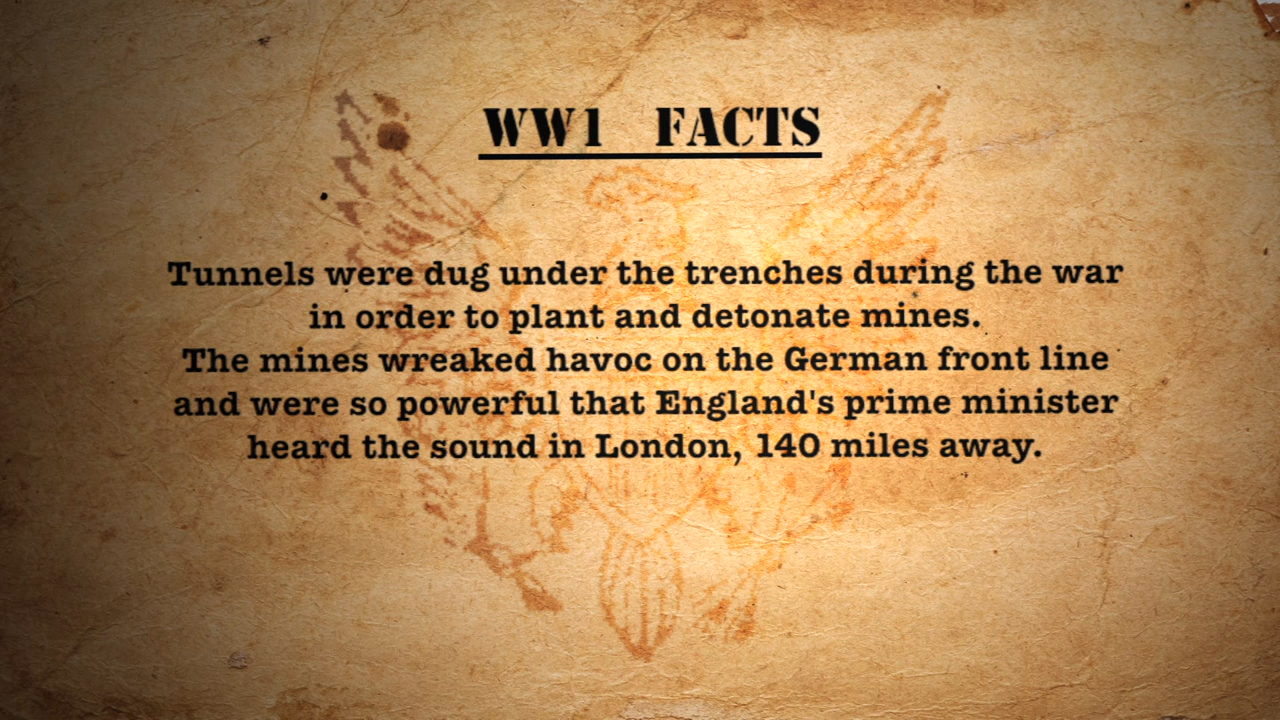 WW1 FACTS
Tunnels were dug under the trenches during the war
in order to plant and detonate mines.
The mines wreaked havoc on the German front line
and were so powerful that England's prime minister
heard the sound in London, 140 miles away.